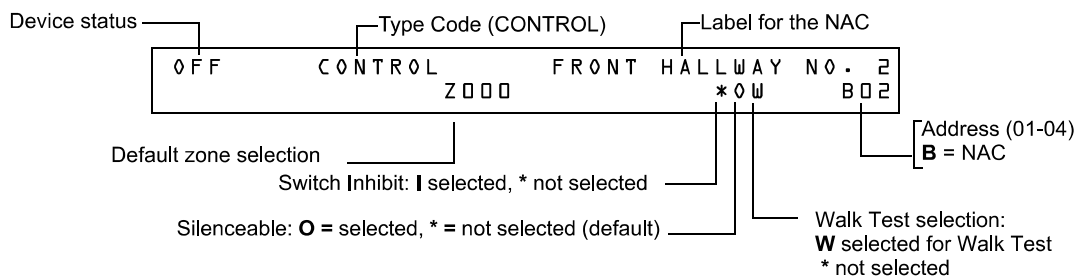 Device status
Type Code (CONTROL)
Label for the NAC
OFF CONTROL FRONT HALLWAY NO. 2
Z000 *OW B02
Address (01-04)
B = NAC
Default zone selection
Switch Inhibit: I selected, * not selected
Silenceable: O = selected, * = not selected (default)
Walk Test selection:
W selected for Walk Test
* not selected